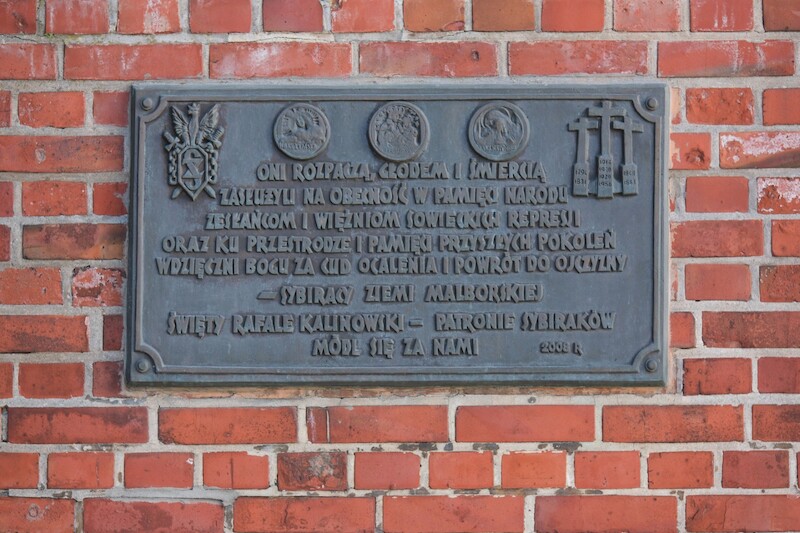 ONI ROZPACZĄ, GŁODEM I ŚMIERCIĄ
ZASŁUŻYLI NA OBECNOŚĆ W PAMIĘCI NARODU
ZESŁAŃCOM I WIĘŹNIOM SOWIECKICH REPRESJI
ORAZ KU PRZESTRODZE I PAMIĘCI PRZYSZŁYCH POKOLEŃ
WDZIĘCZNI BOGU ZA CUD OCALENIA I POWRÓT DO OJCZYZNY
– SYBIRACY ZIEMI MALBORSKIEJ
ŚWIĘTY RAFALE KALINOWSKI – PATRONIE SYBIRAKÓW
MÓDL SIĘ ZA NAMI
2008 R